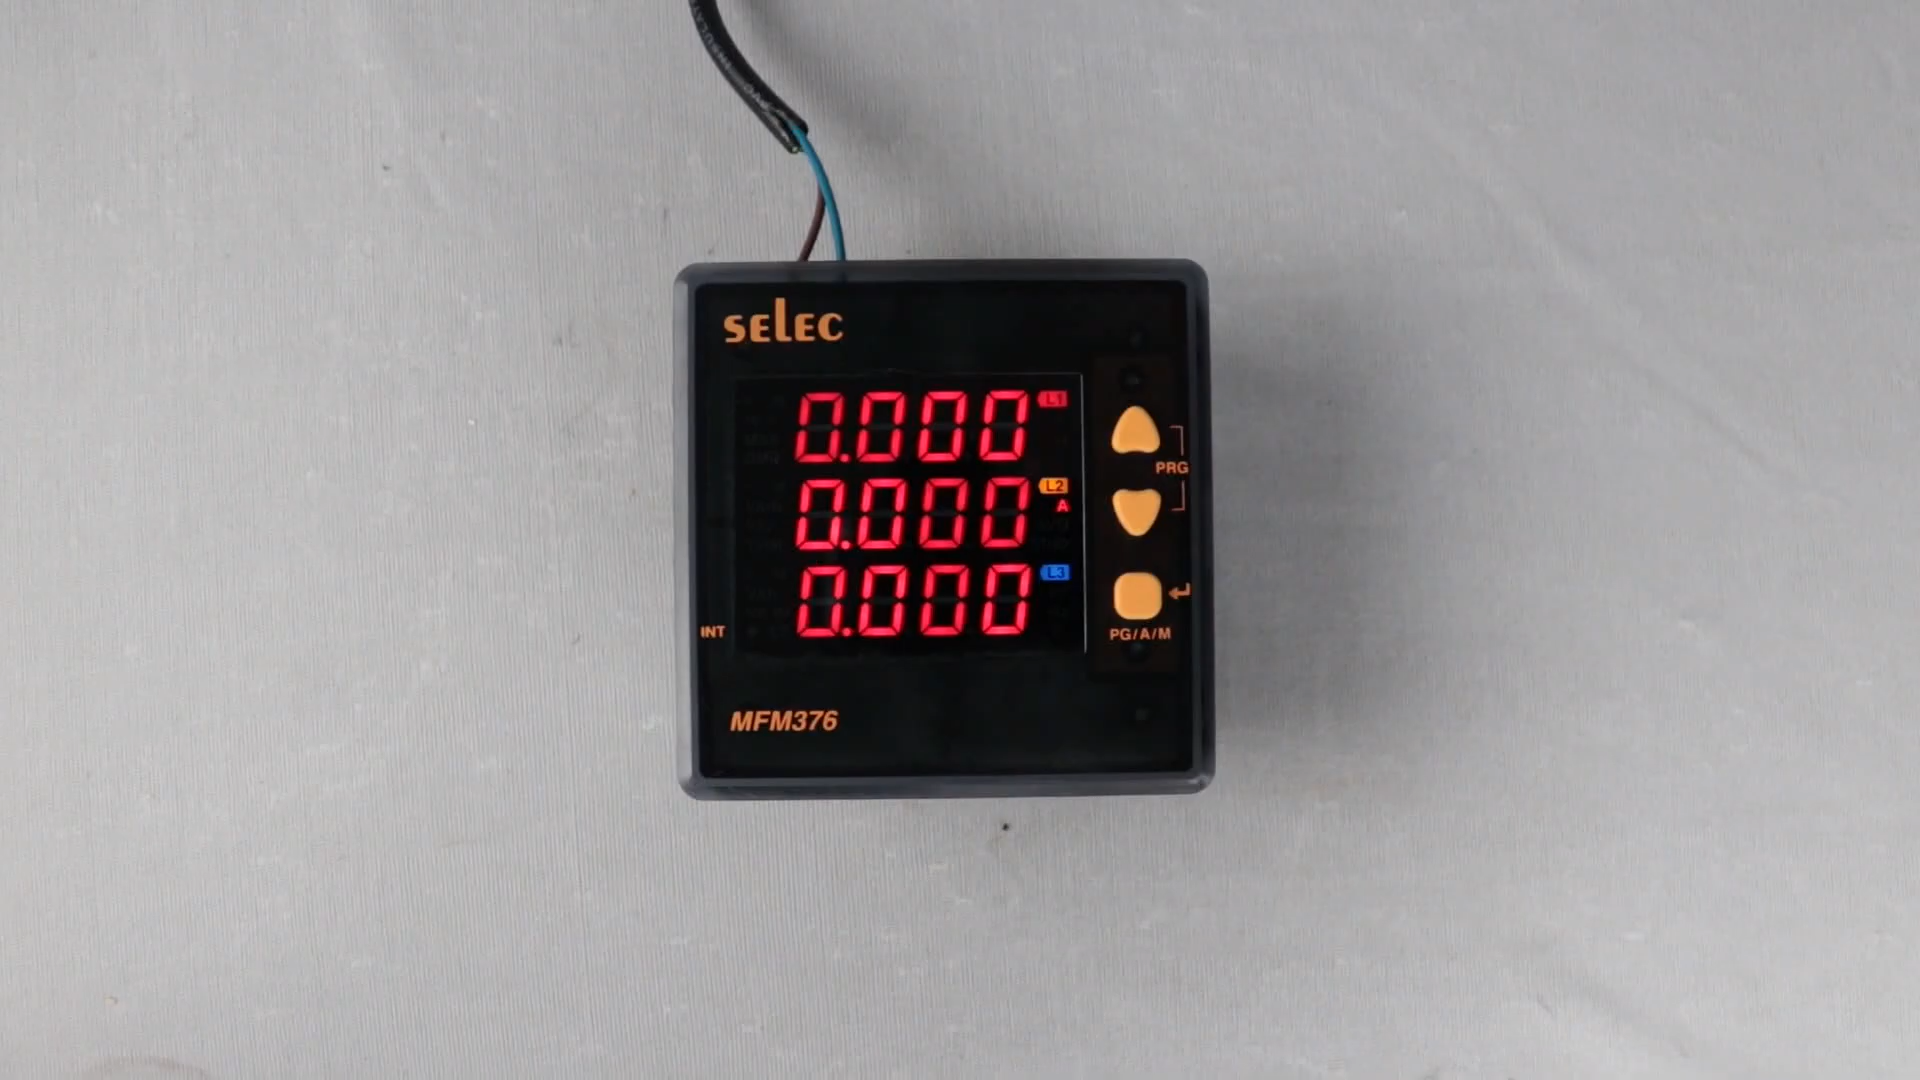 SELEC
0.000 L1
PRG
0.000 L2
A
0.000 L3
INT
PG/A/M
MFM376